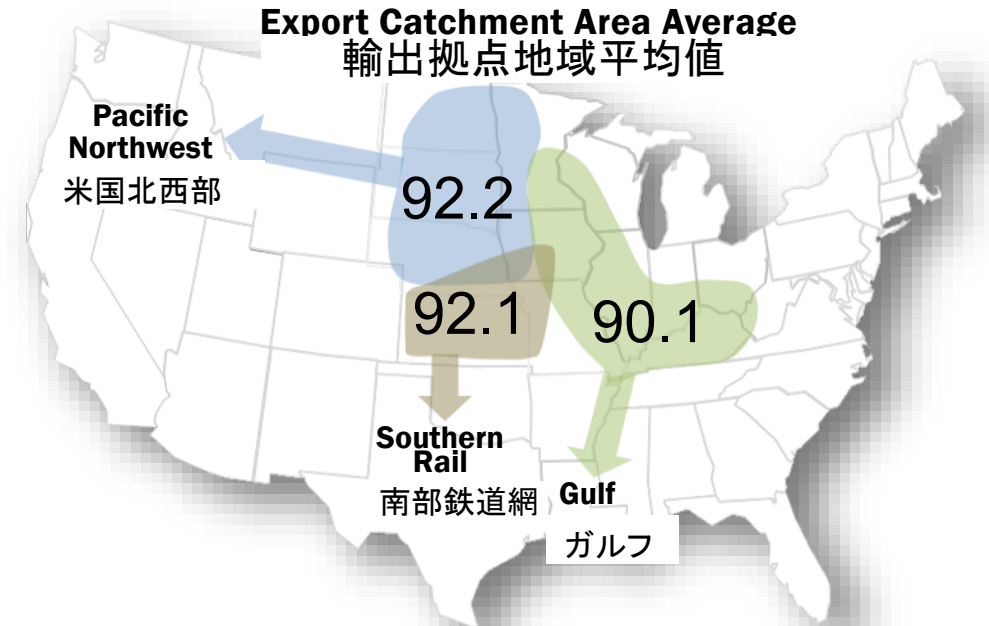 Export Catchment Area Average
輸出拠点地域平均値
Pacific
Northwest
米国北西部
92.2
92.1
90.1
Southern
Rail
南部鉄道網
Gulf
ガルフ